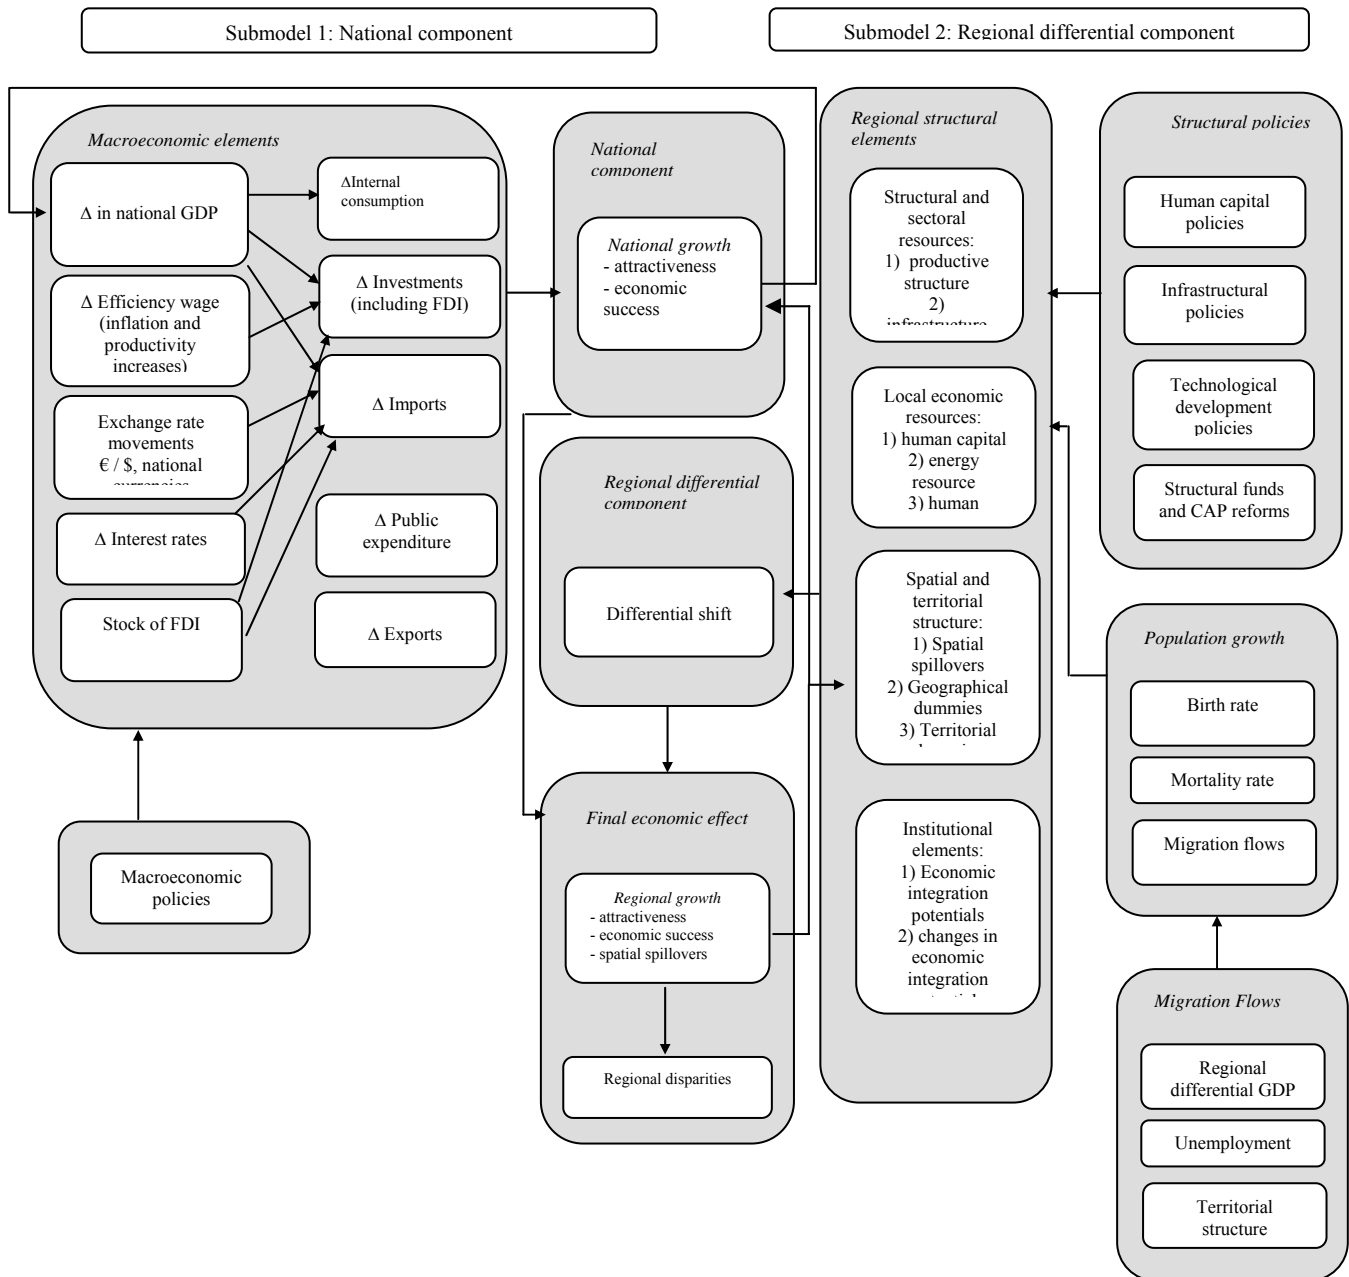 Submodel 1: National component
Submodel 2: Regional differential component
Macroeconomic elements
Δ in national GDP
Δ Efficiency wage
(inflation and
productivity
increases)
Exchange rate
movements
€ / $, national
currencies
Δ Interest rates
Stock of FDI
ΔInternal
consumption
Δ Investments
(including FDI)
Δ Imports
Δ Public
expenditure
Δ Exports
Macroeconomic
policies
National
component
National growth
- attractiveness
- economic
success
Regional differential
component
Differential shift
Final economic effect
Regional growth
- attractiveness
- economic success
- spatial spillovers
Regional disparities
Regional structural
elements
Structural and
sectoral
resources:
1) productive
structure
2)
infrastructure
Local economic
resources:
1) human capital
2) energy
resource
3) human
Spatial and
territorial
structure:
1) Spatial
spillovers
2) Geographical
dummies
3) Territorial
Institutional
elements:
1) Economic
integration
potentials
2) changes in
economic
integration
Structural policies
Human capital
policies
Infrastructural
policies
Technological
development
policies
Structural funds
and CAP reforms
Population growth
Birth rate
Mortality rate
Migration flows
Migration Flows
Regional
differential GDP
Unemployment
Territorial
structure